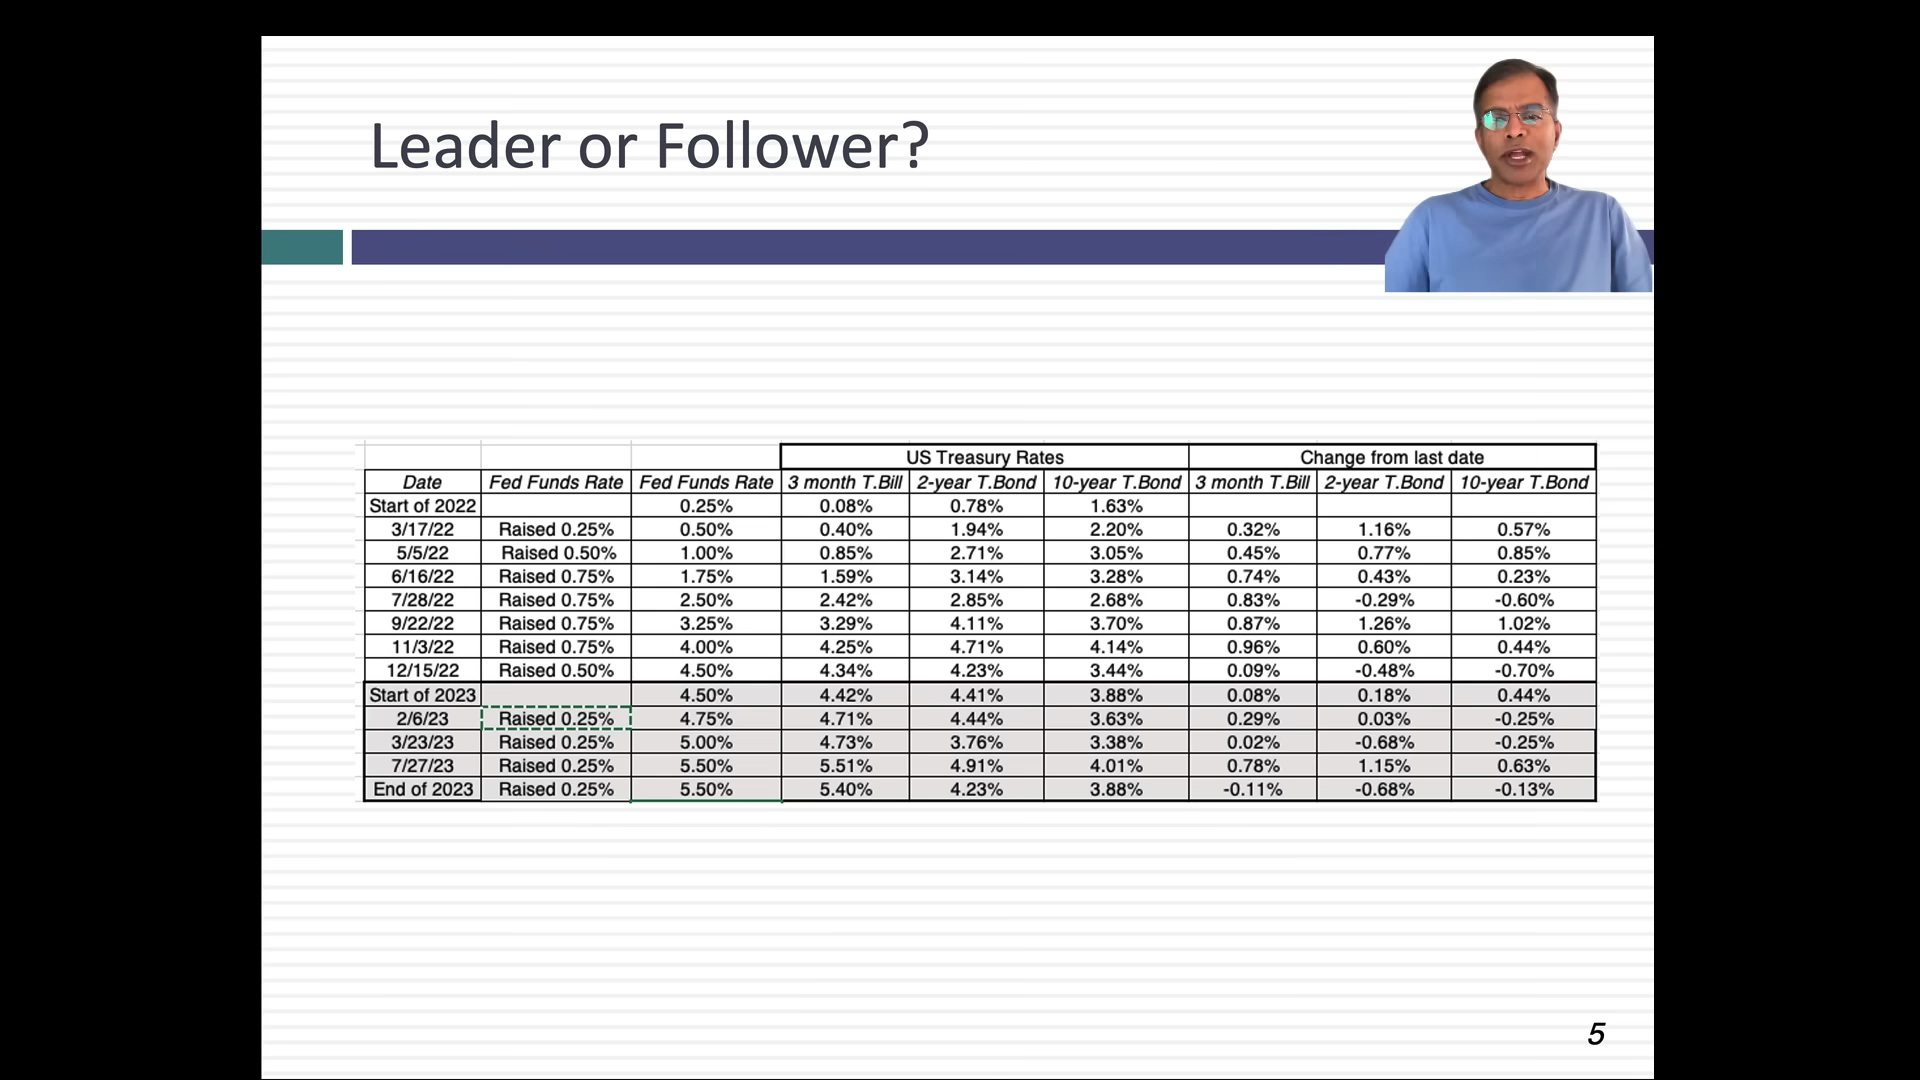 Leader or Follower?
US Treasury Rates Change from last date
Date Fed Funds Rate Fed Funds Rate 3 month T.Bill 2-year T.Bond 10-year T.Bond 3 month T.Bill 2-year T.Bond 10-year T.Bond
Start of 2022 0.25% 0.08% 0.78% 1.63%
3/17/22 Raised 0.25% 0.50% 0.40% 1.94% 2.20% 0.32% 1.16% 0.57%
5/5/22 Raised 0.50% 1.00% 0.85% 2.71% 3.05% 0.45% 0.77% 0.85%
6/16/22 Raised 0.75% 1.75% 1.59% 3.14% 3.28% 0.74% 0.43% 0.23%
7/28/22 Raised 0.75% 2.50% 2.42% 2.85% 2.68% 0.83% -0.29% -0.60%
9/22/22 Raised 0.75% 3.25% 3.29% 4.11% 3.70% 0.87% 1.26% 1.02%
11/3/22 Raised 0.75% 4.00% 4.25% 4.71% 4.14% 0.96% 0.60% 0.44%
12/15/22 Raised 0.50% 4.50% 4.34% 4.23% 3.44% 0.09% -0.48% -0.70%
Start of 2023 4.50% 4.42% 4.41% 3.88% 0.08% 0.18% 0.44%
2/6/23 Raised 0.25% 4.75% 4.71% 4.44% 3.63% 0.29% 0.03% -0.25%
3/23/23 Raised 0.25% 5.00% 4.73% 3.76% 3.38% 0.02% -0.68% -0.25%
7/27/23 Raised 0.25% 5.50% 5.51% 4.91% 4.01% 0.78% 1.15% 0.63%
End of 2023 Raised 0.25% 5.50% 5.40% 4.23% 3.88% -0.11% -0.68% -0.13%
5